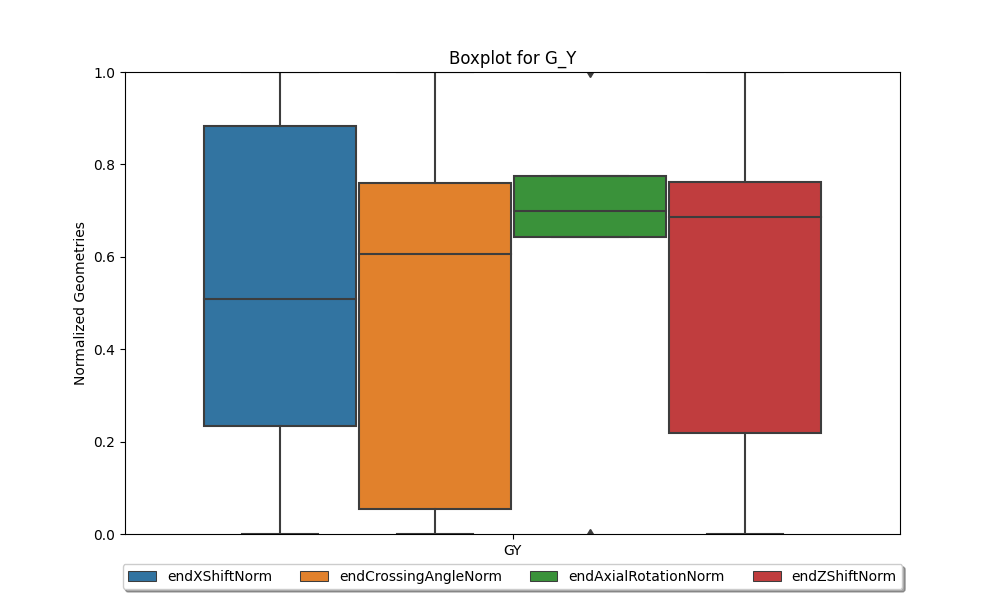 Boxplot for G_Y
1.0
0.8
0.6
0.4
0.2
0.0
Normalized Geometries
GY
endXShiftNorm endCrossingAngleNorm endAxialRotationNorm endZShiftNorm